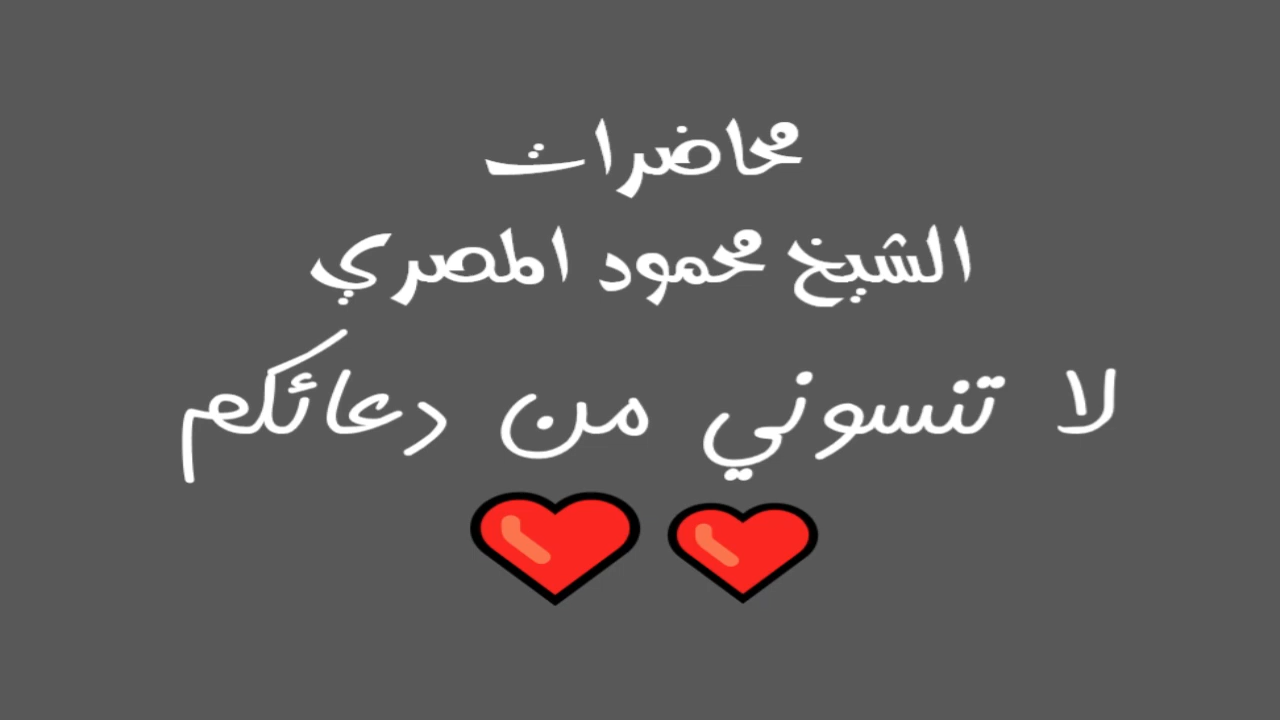 محاضرات
الشيخ محمود المصري
لا تنسوني من دعائكم